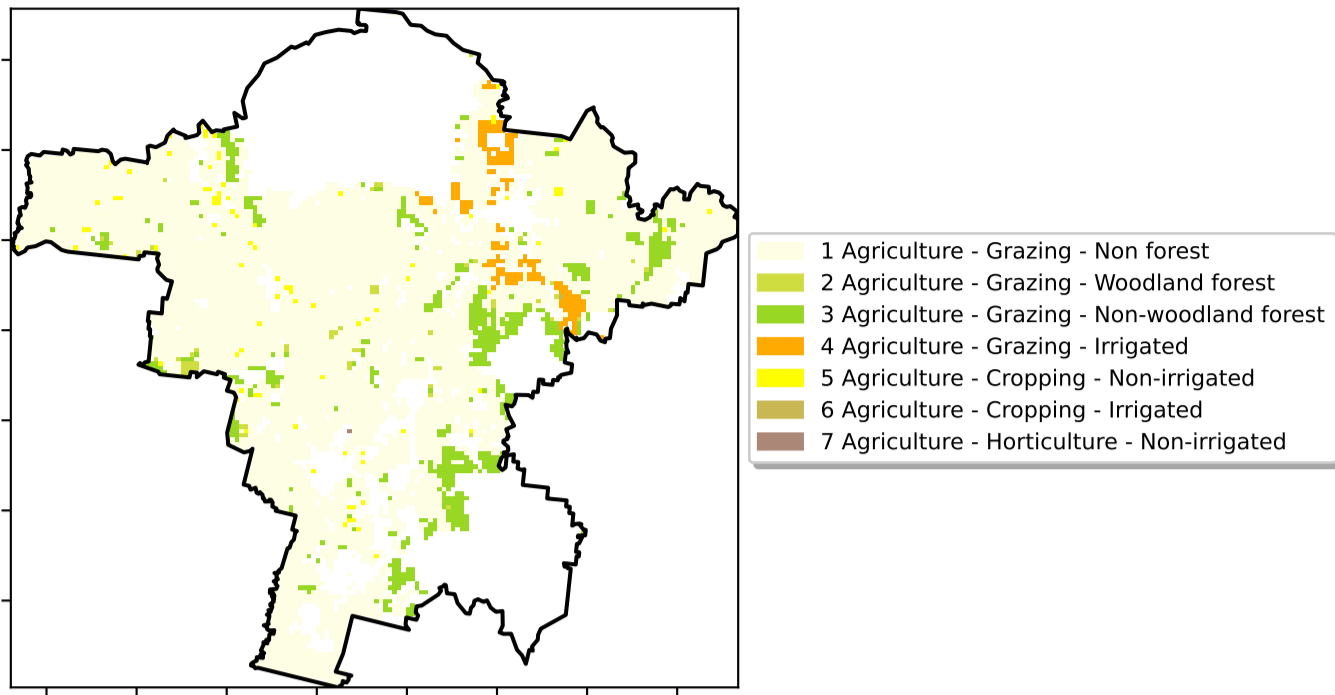 1 Agriculture - Grazing - Non forest
2 Agriculture - Grazing - Woodland forest
3 Agriculture - Grazing - Non-woodland forest
4 Agriculture - Grazing - Irrigated
5 Agriculture - Cropping - Non-irrigated
6 Agriculture - Cropping - Irrigated
7 Agriculture - Horticulture - Non-irrigated